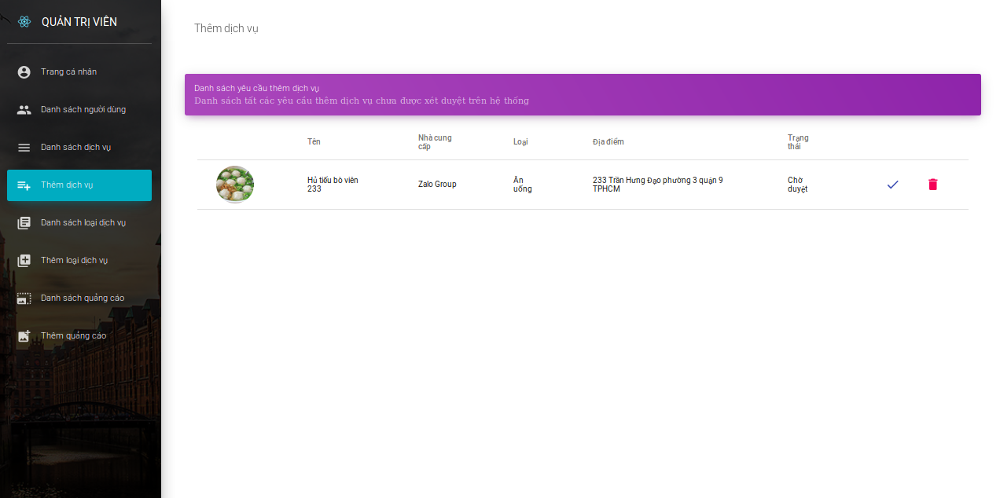 QUẢN TRỊ VIÊN
Trang cá nhân
Danh sách người dùng
Danh sách dịch vụ
Thêm dịch vụ
Danh sách loại dịch vụ
Thêm loại dịch vụ
Danh sách quảng cáo
Thêm quảng cáo
Thêm dịch vụ
Danh sách yêu cầu thêm dịch vụ
Danh sách tất các yêu cầu thêm dịch vụ chưa được xét duyệt trên hệ thống
Tên
Nhà cung
cấp
Loại
Địa điểm
Trạng
thái
Hủ tiếu bò viên
233
Zalo Group
Ăn
uống
233 Trần Hưng Đạo phường 3 quận 9
TPHCM
Chờ
duyệt